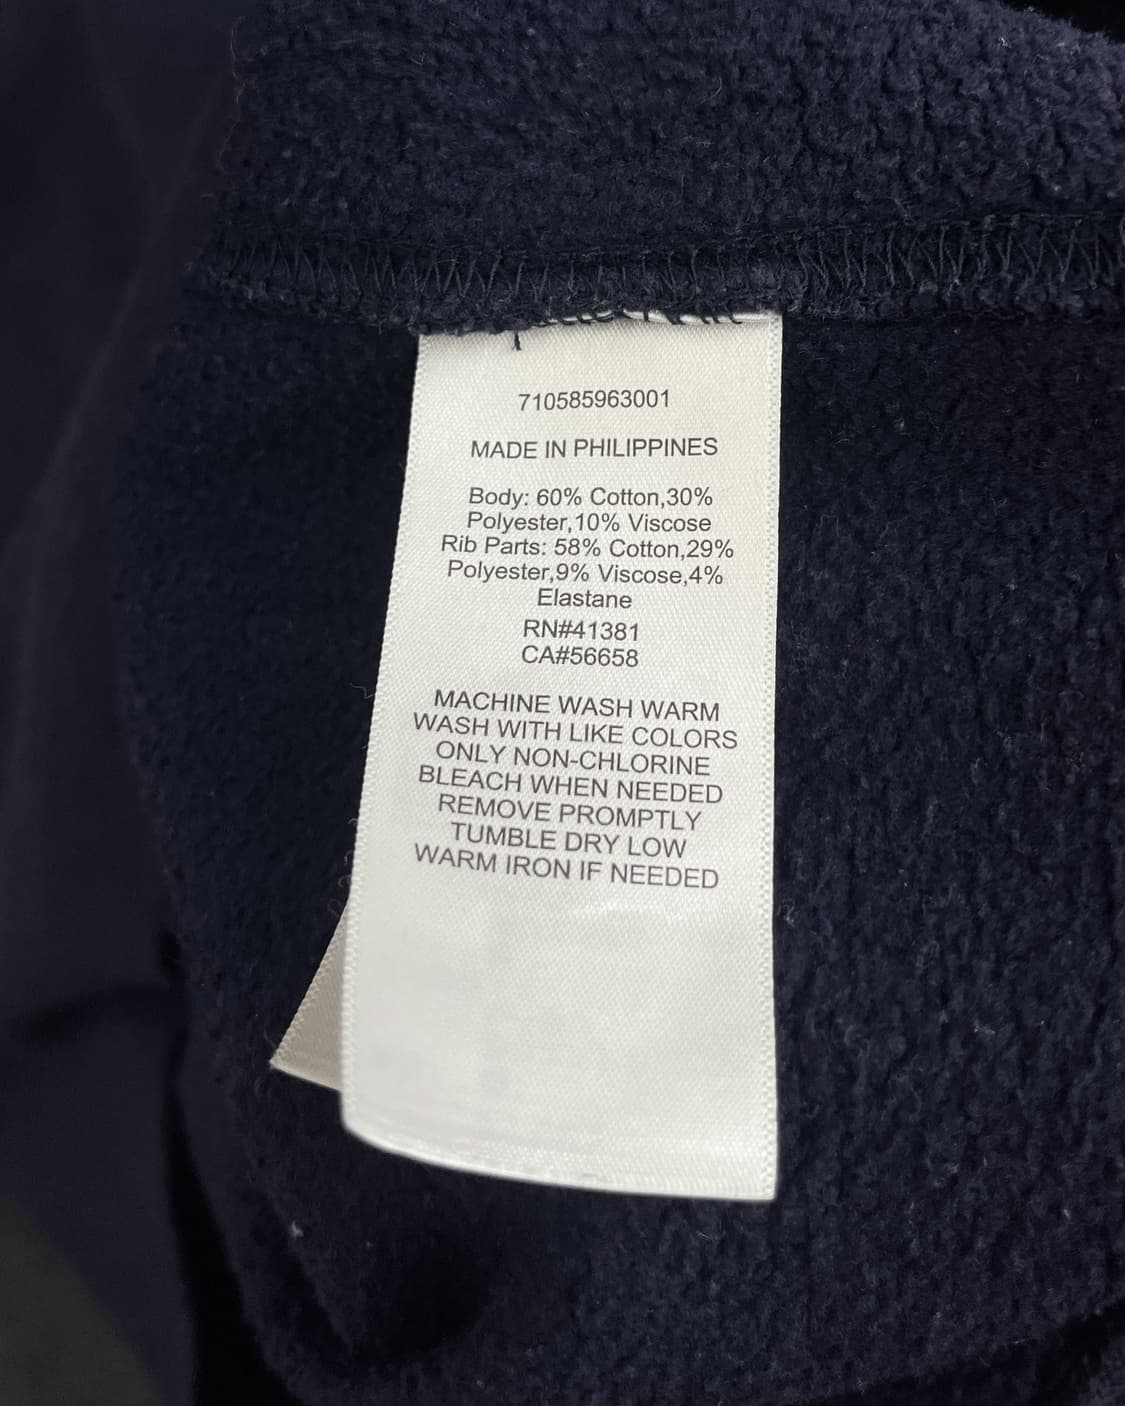 710585963001
MADE IN PHILIPPINES
Body: 60% Cotton,30%
Polyester,10% Viscose
Rib Parts: 58% Cotton,29%
Polyester,9% Viscose,4%
Elastane
RN#41381
CA#56658
MACHINE WASH WARM
WASH WITH LIKE COLORS
ONLY NON-CHLORINE
BLEACH WHEN NEEDED
REMOVE PROMPTLY
TUMBLE DRY LOW
WARM IRON IF NEEDED